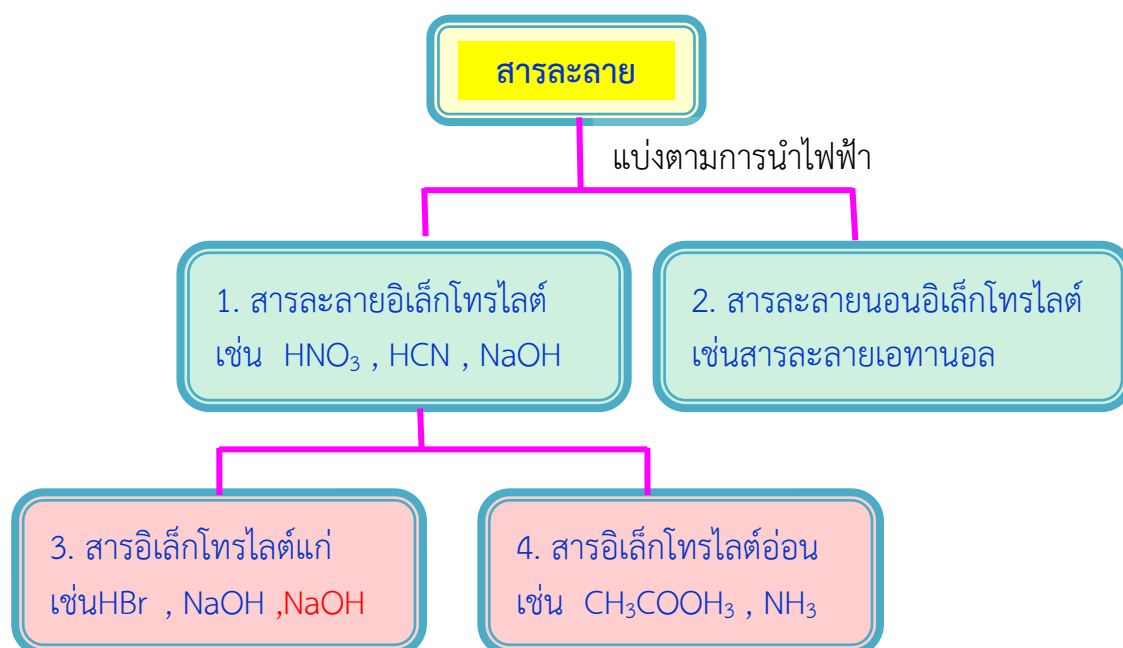 สารละลาย
แบ่งตามการนำไฟฟ้า
1. สารละลายอิเล็กโทรไลต์
เช่น HNO₃ , HCN , NaOH
2. สารละลายนอนอิเล็กโทรไลต์
เช่นสารละลายเอทานอล
3. สารอิเล็กโทรไลต์แก่
เช่นHBr , NaOH ,NaOH
4. สารอิเล็กโทรไลต์อ่อน
เช่น CH₃COOH₃ , NH₃